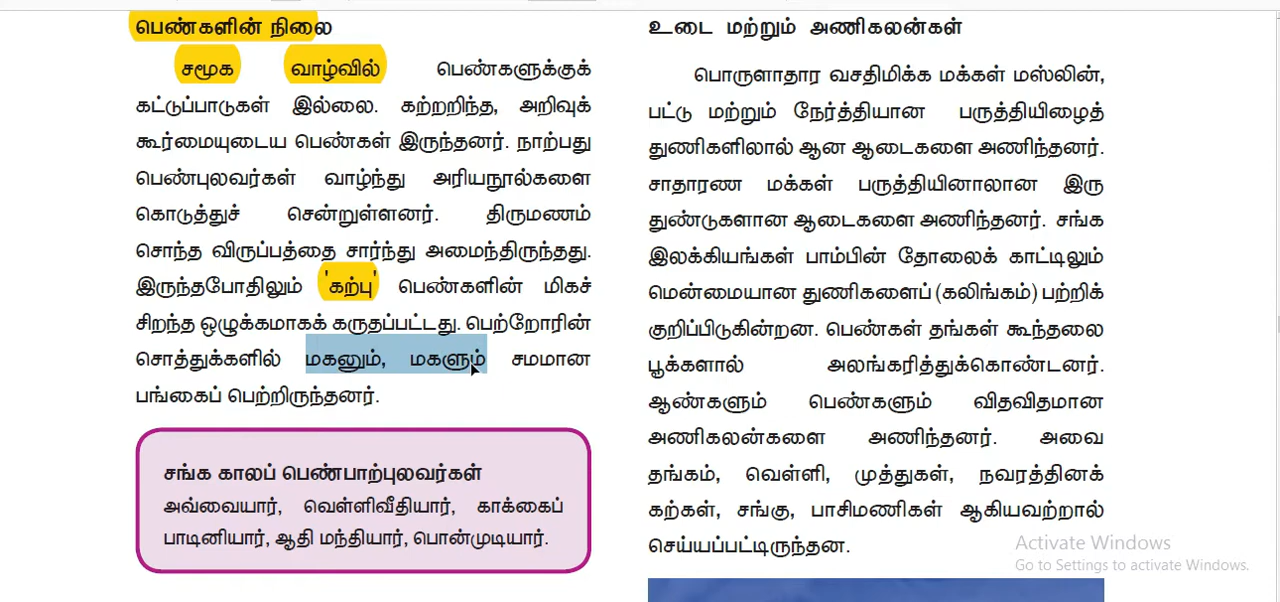 பெண்களின் நிலை
சமூக வாழ்வில் பெண்களுக்குக்
கட்டுப்பாடுகள் இல்லை. கற்றறிந்த, அறிவுக்
கூர்மையுடைய பெண்கள் இருந்தனர். நாற்பது
பெண்புலவர்கள் வாழ்ந்து அரியநூல்களை
கொடுத்துச் சென்றுள்ளனர். திருமணம்
சொந்த விருப்பத்தை சார்ந்து அமைந்திருந்தது.
இருந்தபோதிலும் 'கற்பு' பெண்களின் மிகச்
சிறந்த ஒழுக்கமாகக் கருதப்பட்டது. பெற்றோரின்
சொத்துக்களில் மகனும், மகளும் சமமான
பங்கைப் பெற்றிருந்தனர்.
சங்க காலப் பெண்பாற்புலவர்கள்
அவ்வையார், வெள்ளிவீதியார், காக்கைப்
பாடினியார், ஆதி மந்தியார், பொன்முடியார்.
உடை மற்றும் அணிகலன்கள்
பொருளாதார வசதிமிக்க மக்கள் மஸ்லின்,
பட்டு மற்றும் நேர்த்தியான பருத்தியிழைத்
துணிகளிலால் ஆன ஆடைகளை அணிந்தனர்.
சாதாரண மக்கள் பருத்தியினாலான இரு
துண்டுகளான ஆடைகளை அணிந்தனர். சங்க
இலக்கியங்கள் பாம்பின் தோலைக் காட்டிலும்
மென்மையான துணிகளைப் (கலிங்கம்) பற்றிக்
குறிப்பிடுகின்றன. பெண்கள் தங்கள் கூந்தலை
பூக்களால் அலங்கரித்துக்கொண்டனர்.
ஆண்களும் பெண்களும் விதவிதமான
அணிகலன்களை அணிந்தனர். அவை
தங்கம், வெள்ளி, முத்துகள், நவரத்தினக்
கற்கள், சங்கு, பாசிமணிகள் ஆகியவற்றால்
செய்யப்பட்டிருந்தன.
Activate Windows
Go to Settings to activate Windows.